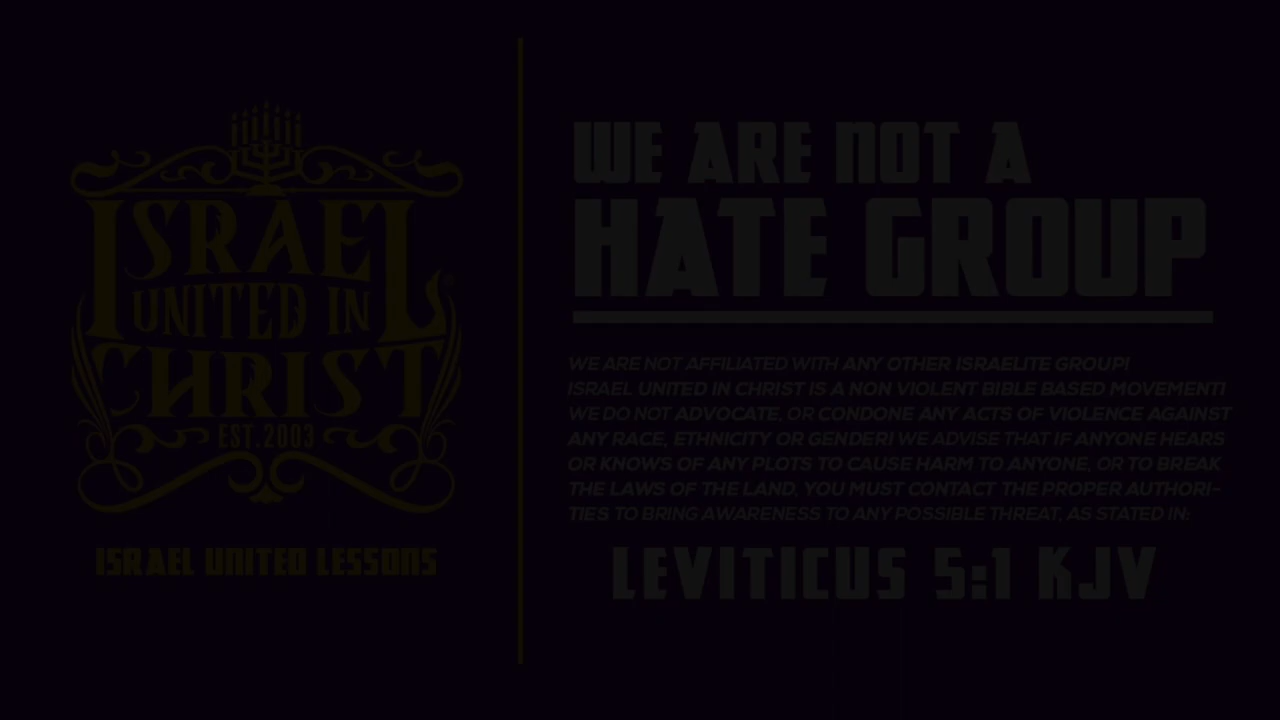 ISRAEL
UNITED IN
CHRIST
EST.2003
ISRAEL UNITED LESSONS
WE ARE NOT A
HATE GROUP
WE ARE NOT AFFILIATED WITH ANY OTHER ISRAELITE GROUP!
ISRAEL UNITED IN CHRIST IS A NON VIOLENT BIBLE BASED MOVEMENT!
WE DO NOT ADVOCATE, OR CONDONE ANY ACTS OF VIOLENCE AGAINST
ANY RACE, ETHNICITY OR GENDER! WE ADVISE THAT IF ANYONE HEARS
OR KNOWS OF ANY PLOTS TO CAUSE HARM TO ANYONE, OR TO BREAK
THE LAWS OF THE LAND, YOU MUST CONTACT THE PROPER AUTHORI-
TIES TO BRING AWARENESS TO ANY POSSIBLE THREAT, AS STATED IN:
LEVITICUS 5:1 KJV